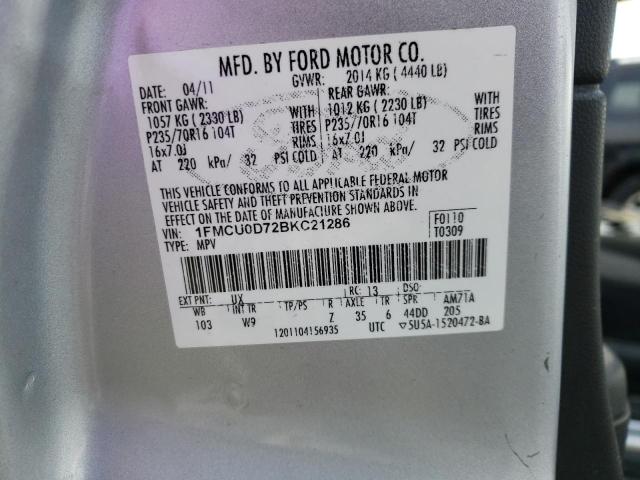 MFD. BY FORD MOTOR CO.
DATE: 04/11 GVWR: 2014 KG ( 4440 LB)
FRONT GAWR: REAR GAWR:
1057 KG ( 2330 LB) WITH 1012 KG ( 2230 LB) WITH
P235/70R16 104T TIRES P235/70R16 104T TIRES
16x7.0J RIMS 16x7.0J RIMS
AT 220 kPa/ 32 PSI COLD AT 220 kPa/ 32 PSI COLD
THIS VEHICLE CONFORMS TO ALL APPLICABLE FEDERAL MOTOR
VEHICLE SAFETY AND THEFT PREVENTION STANDARDS IN
EFFECT ON THE DATE OF MANUFACTURE SHOWN ABOVE.
VIN: 1FMCU0D72BKC21286 F0110
TYPE: MPV T0309
EXT PNT: UX RC: 13 DSO:
WB INT TR TP/PS R AXLE TR SPR AM71A
103 W9 Z 35 6 44DD 205
1201104156935 UTC ▽5U5A-1520472-BA